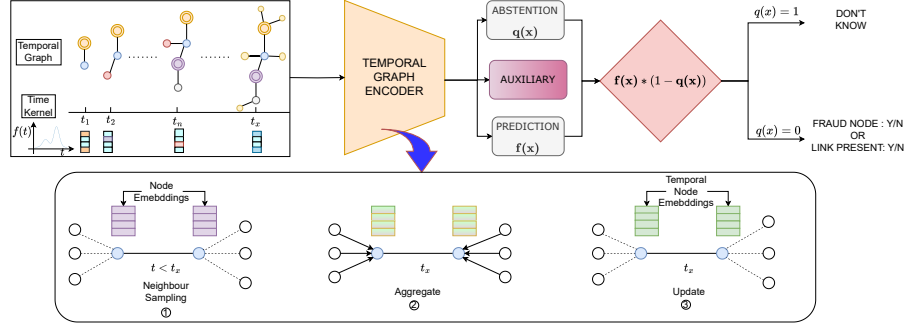 Temporal
Graph
Time
Kernel
f(t)
t
t₁
t₂
tₙ
tₓ
TEMPORAL
GRAPH
ENCODER
ABSTENTION
q(x)
AUXILIARY
PREDICTION
f(x)
f(x) * (1 − q(x))
q(x) = 1
DON'T
KNOW
q(x) = 0
FRAUD NODE : Y/N
OR
LINK PRESENT: Y/N
Node
Emebddings
t < tₓ
Neighbour
Sampling
①
tₓ
Aggregate
②
Temporal
Node
Emebddings
tₓ
Update
③